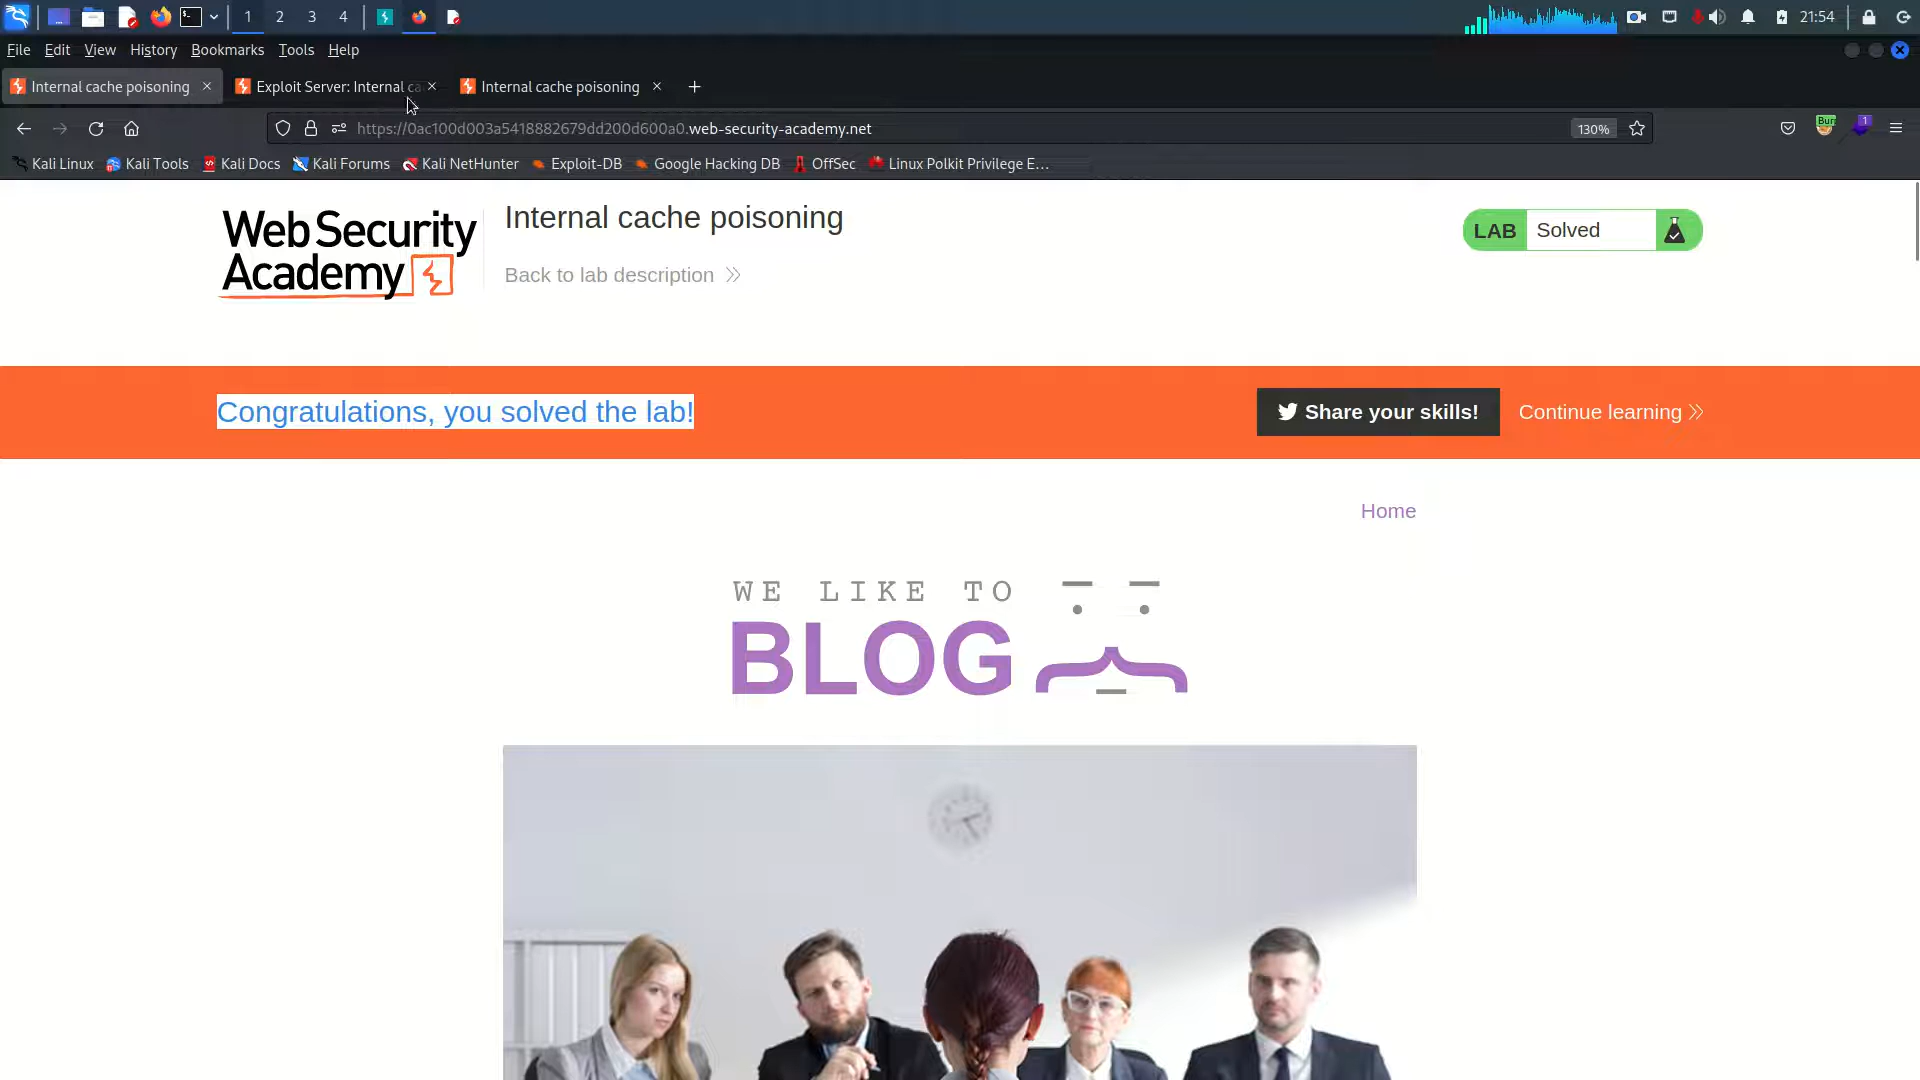 1 2 3 4 21:54
File Edit View History Bookmarks Tools Help
Internal cache poisoning Exploit Server: Internal ca Internal cache poisoning
https://0ac100d003a5418882679dd200d600a0.web-security-academy.net 130% Bur 1
Kali Linux Kali Tools Kali Docs Kali Forums Kali NetHunter Exploit-DB Google Hacking DB OffSec Linux Polkit Privilege E...
Web Security
Academy
Internal cache poisoning
Back to lab description
LAB Solved
Congratulations, you solved the lab!
Share your skills! Continue learning
Home
WE LIKE TO
BLOG